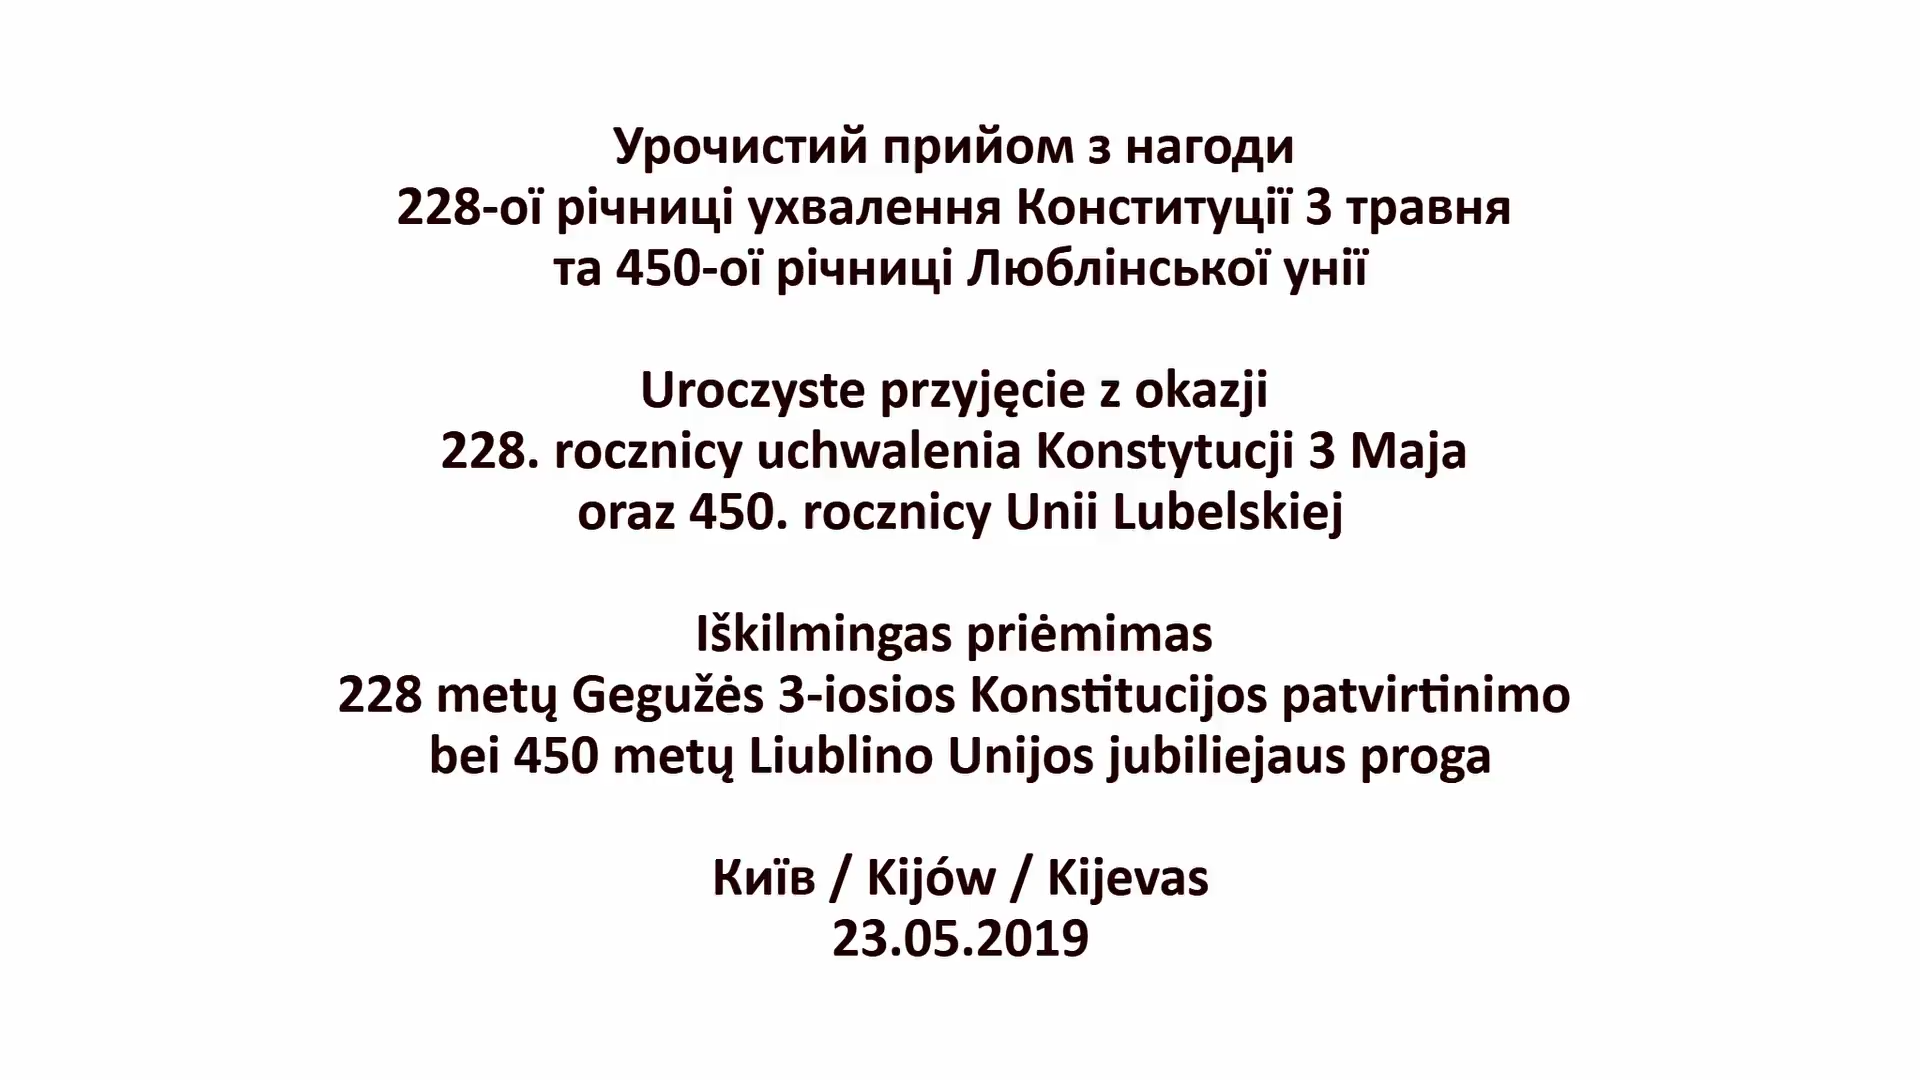 Урочистий прийом з нагоди
228-ої річниці ухвалення Конституції 3 травня
та 450-ої річниці Люблінської унії
Uroczyste przyjęcie z okazji
228. rocznicy uchwalenia Konstytucji 3 Maja
oraz 450. rocznicy Unii Lubelskiej
Iškilmingas priėmimas
228 metų Gegužės 3-iosios Konstitucijos patvirtinimo
bei 450 metų Liublino Unijos jubiliejaus proga
Київ / Kijów / Kijevas
23.05.2019